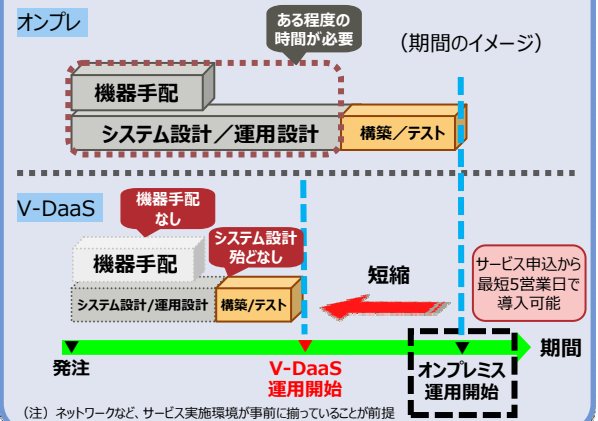 オンプレ
ある程度の
時間が必要
（期間のイメージ）
機器手配
システム設計／運用設計
構築／テスト
V-DaaS
機器手配
なし
システム設計
殆どなし
機器手配
システム設計/運用設計
構築/テスト
短縮
サービス申込から
最短5営業日で
導入可能
期間
発注
V-DaaS
運用開始
オンプレミス
運用開始
（注）ネットワークなど、サービス実施環境が事前に揃っていることが前提